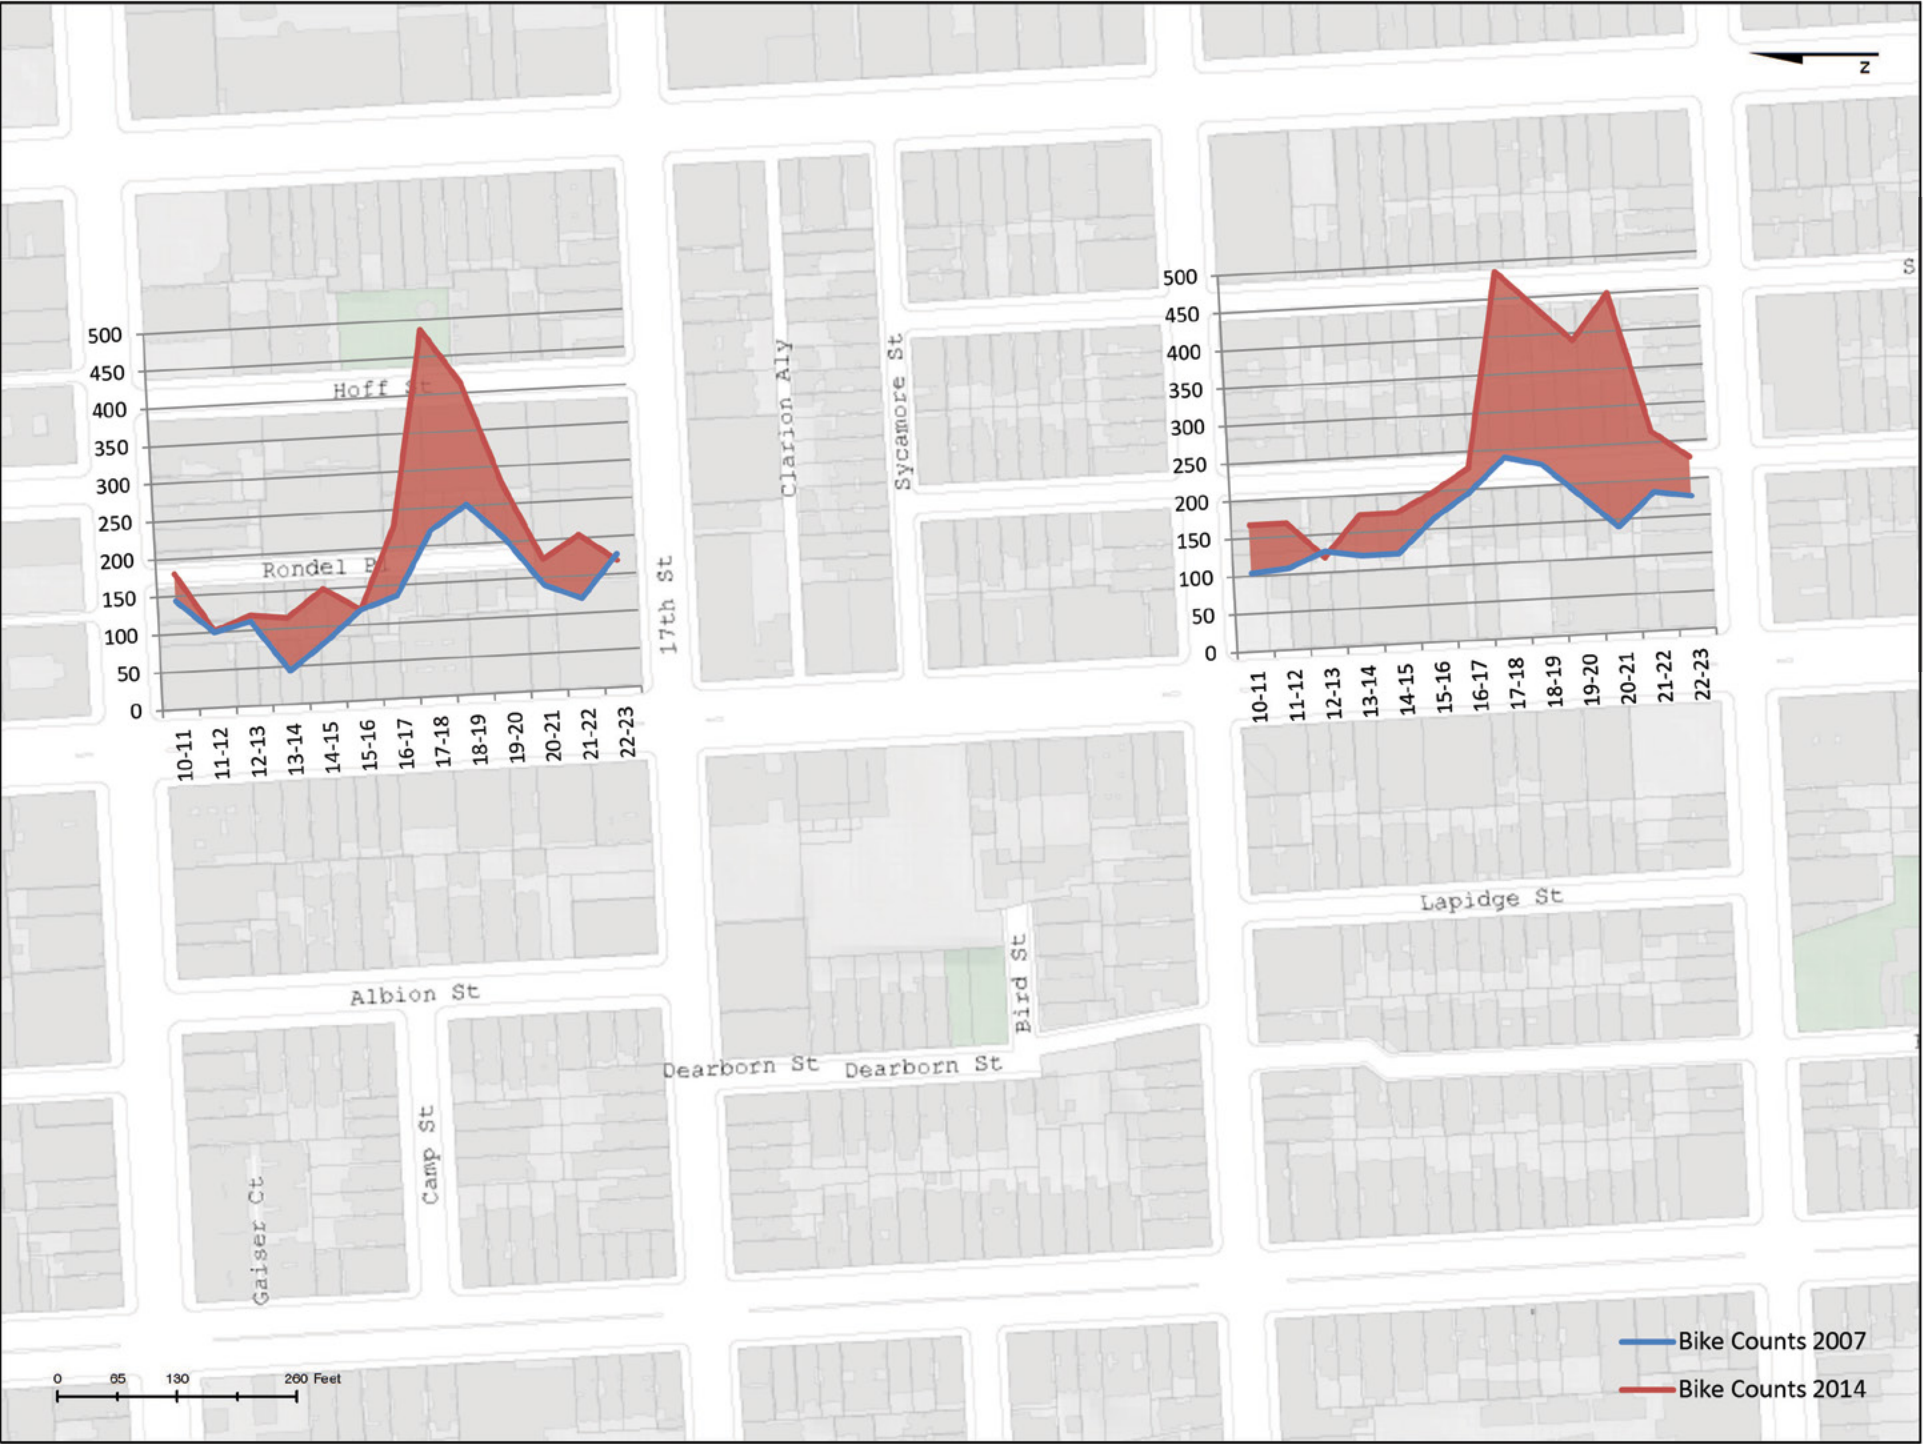 z
500
450
400
350
300
250
200
150
100
50
0
10-11
11-12
12-13
13-14
14-15
15-16
16-17
17-18
18-19
19-20
20-21
21-22
22-23
Hoff St
Rondel Pl
17th St
Clarion Aly
Sycamore St
S
500
450
400
350
300
250
200
150
100
50
0
10-11
11-12
12-13
13-14
14-15
15-16
16-17
17-18
18-19
19-20
20-21
21-22
22-23
Lapidge St
Albion St
Bird St
Dearborn St
Dearborn St
Camp St
Gaiser Ct
Bike Counts 2007
Bike Counts 2014
0 65 130 260 Feet